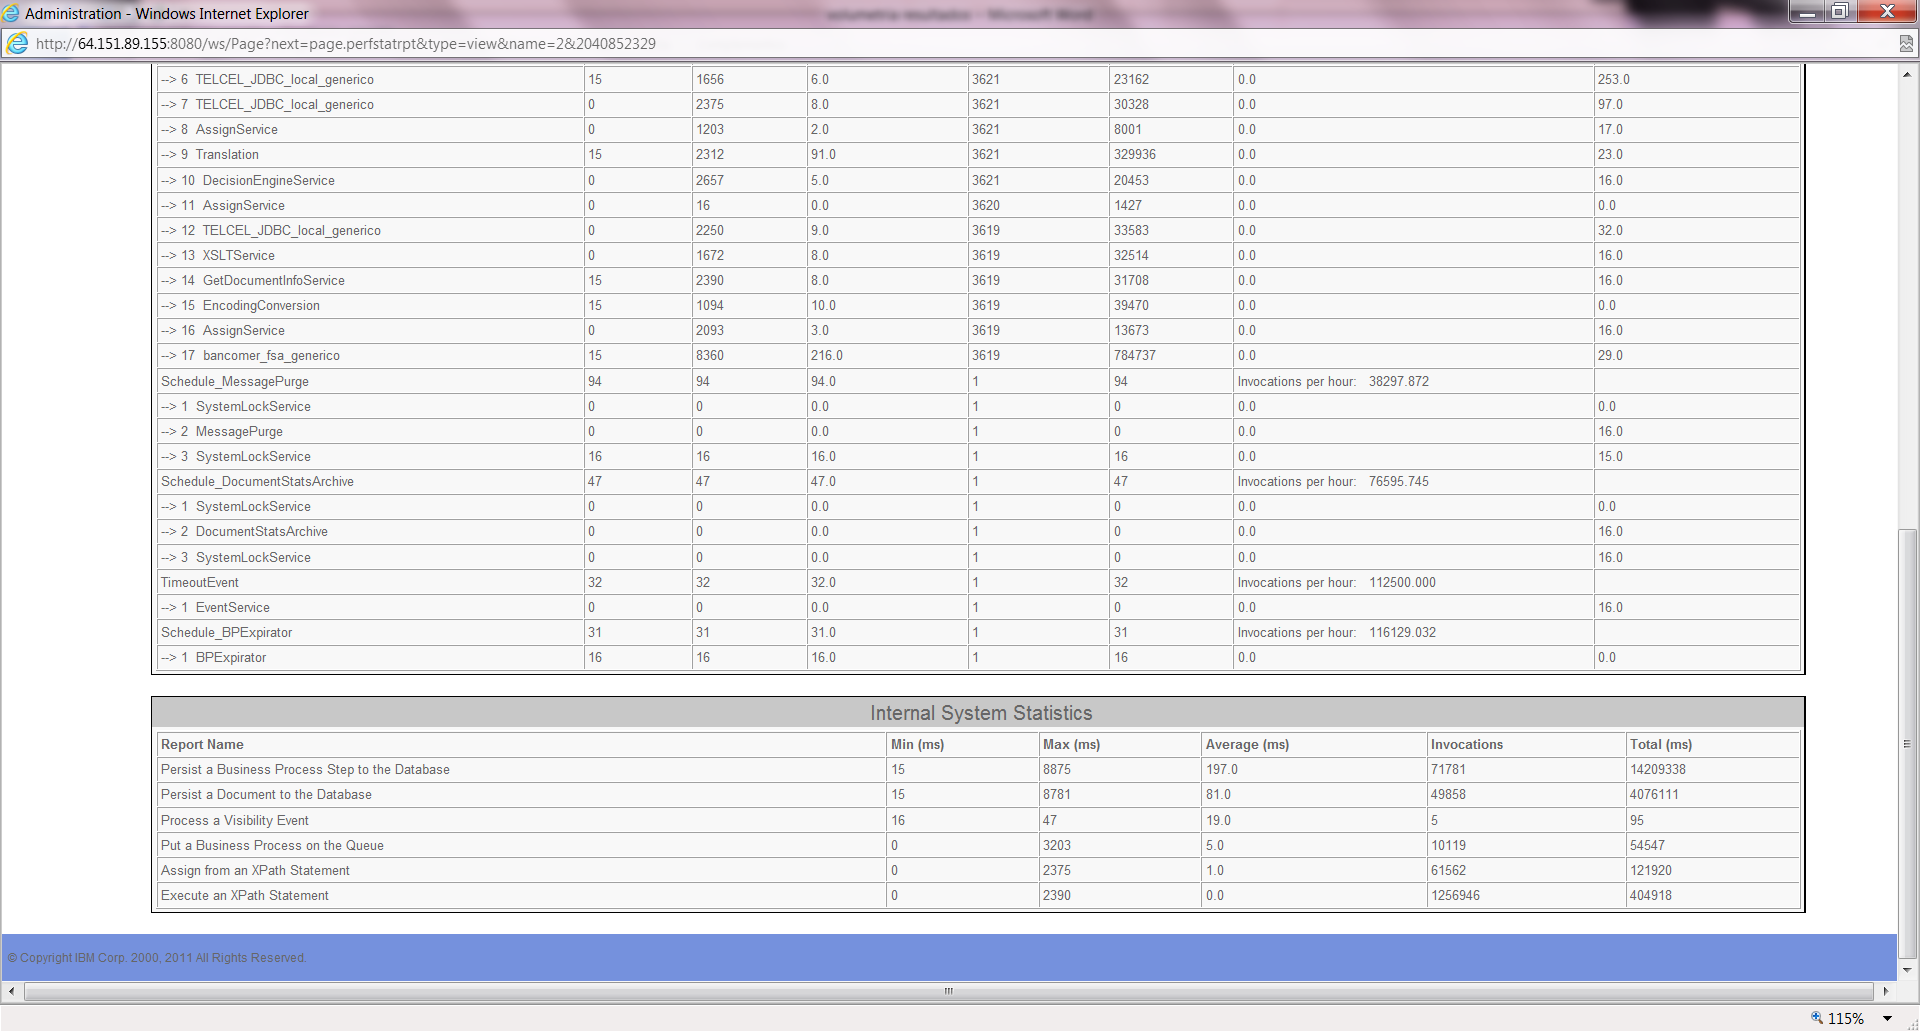 Administration - Windows Internet Explorer
http://64.151.89.155:8080/ws/Page?next=page.perfstatrpt&type=view&name=2&2040852329
--> 6 TELCEL_JDBC_local_generico 15 1656 6.0 3621 23162 0.0 253.0
--> 7 TELCEL_JDBC_local_generico 0 2375 8.0 3621 30328 0.0 97.0
--> 8 AssignService 0 1203 2.0 3621 8001 0.0 17.0
--> 9 Translation 15 2312 91.0 3621 329936 0.0 23.0
--> 10 DecisionEngineService 0 2657 5.0 3621 20453 0.0 16.0
--> 11 AssignService 0 16 0.0 3620 1427 0.0 0.0
--> 12 TELCEL_JDBC_local_generico 0 2250 9.0 3619 33583 0.0 32.0
--> 13 XSLTService 0 1672 8.0 3619 32514 0.0 16.0
--> 14 GetDocumentInfoService 15 2390 8.0 3619 31708 0.0 16.0
--> 15 EncodingConversion 15 1094 10.0 3619 39470 0.0 0.0
--> 16 AssignService 0 2093 3.0 3619 13673 0.0 16.0
--> 17 bancomer_fsa_generico 15 8360 216.0 3619 784737 0.0 29.0
Schedule_MessagePurge 94 94 94.0 1 94 Invocations per hour: 38297.872
--> 1 SystemLockService 0 0 0.0 1 0 0.0 0.0
--> 2 MessagePurge 0 0 0.0 1 0 0.0 16.0
--> 3 SystemLockService 16 16 16.0 1 16 0.0 15.0
Schedule_DocumentStatsArchive 47 47 47.0 1 47 Invocations per hour: 76595.745
--> 1 SystemLockService 0 0 0.0 1 0 0.0 0.0
--> 2 DocumentStatsArchive 0 0 0.0 1 0 0.0 16.0
--> 3 SystemLockService 0 0 0.0 1 0 0.0 16.0
TimeoutEvent 32 32 32.0 1 32 Invocations per hour: 112500.000
--> 1 EventService 0 0 0.0 1 0 0.0 16.0
Schedule_BPExpirator 31 31 31.0 1 31 Invocations per hour: 116129.032
--> 1 BPExpirator 16 16 16.0 1 16 0.0 0.0
Internal System Statistics
Report Name Min (ms) Max (ms) Average (ms) Invocations Total (ms)
Persist a Business Process Step to the Database 15 8875 197.0 71781 14209338
Persist a Document to the Database 15 8781 81.0 49858 4076111
Process a Visibility Event 16 47 19.0 5 95
Put a Business Process on the Queue 0 3203 5.0 10119 54547
Assign from an XPath Statement 0 2375 1.0 61562 121920
Execute an XPath Statement 0 2390 0.0 1256946 404918
© Copyright IBM Corp. 2000, 2011 All Rights Reserved.
115%